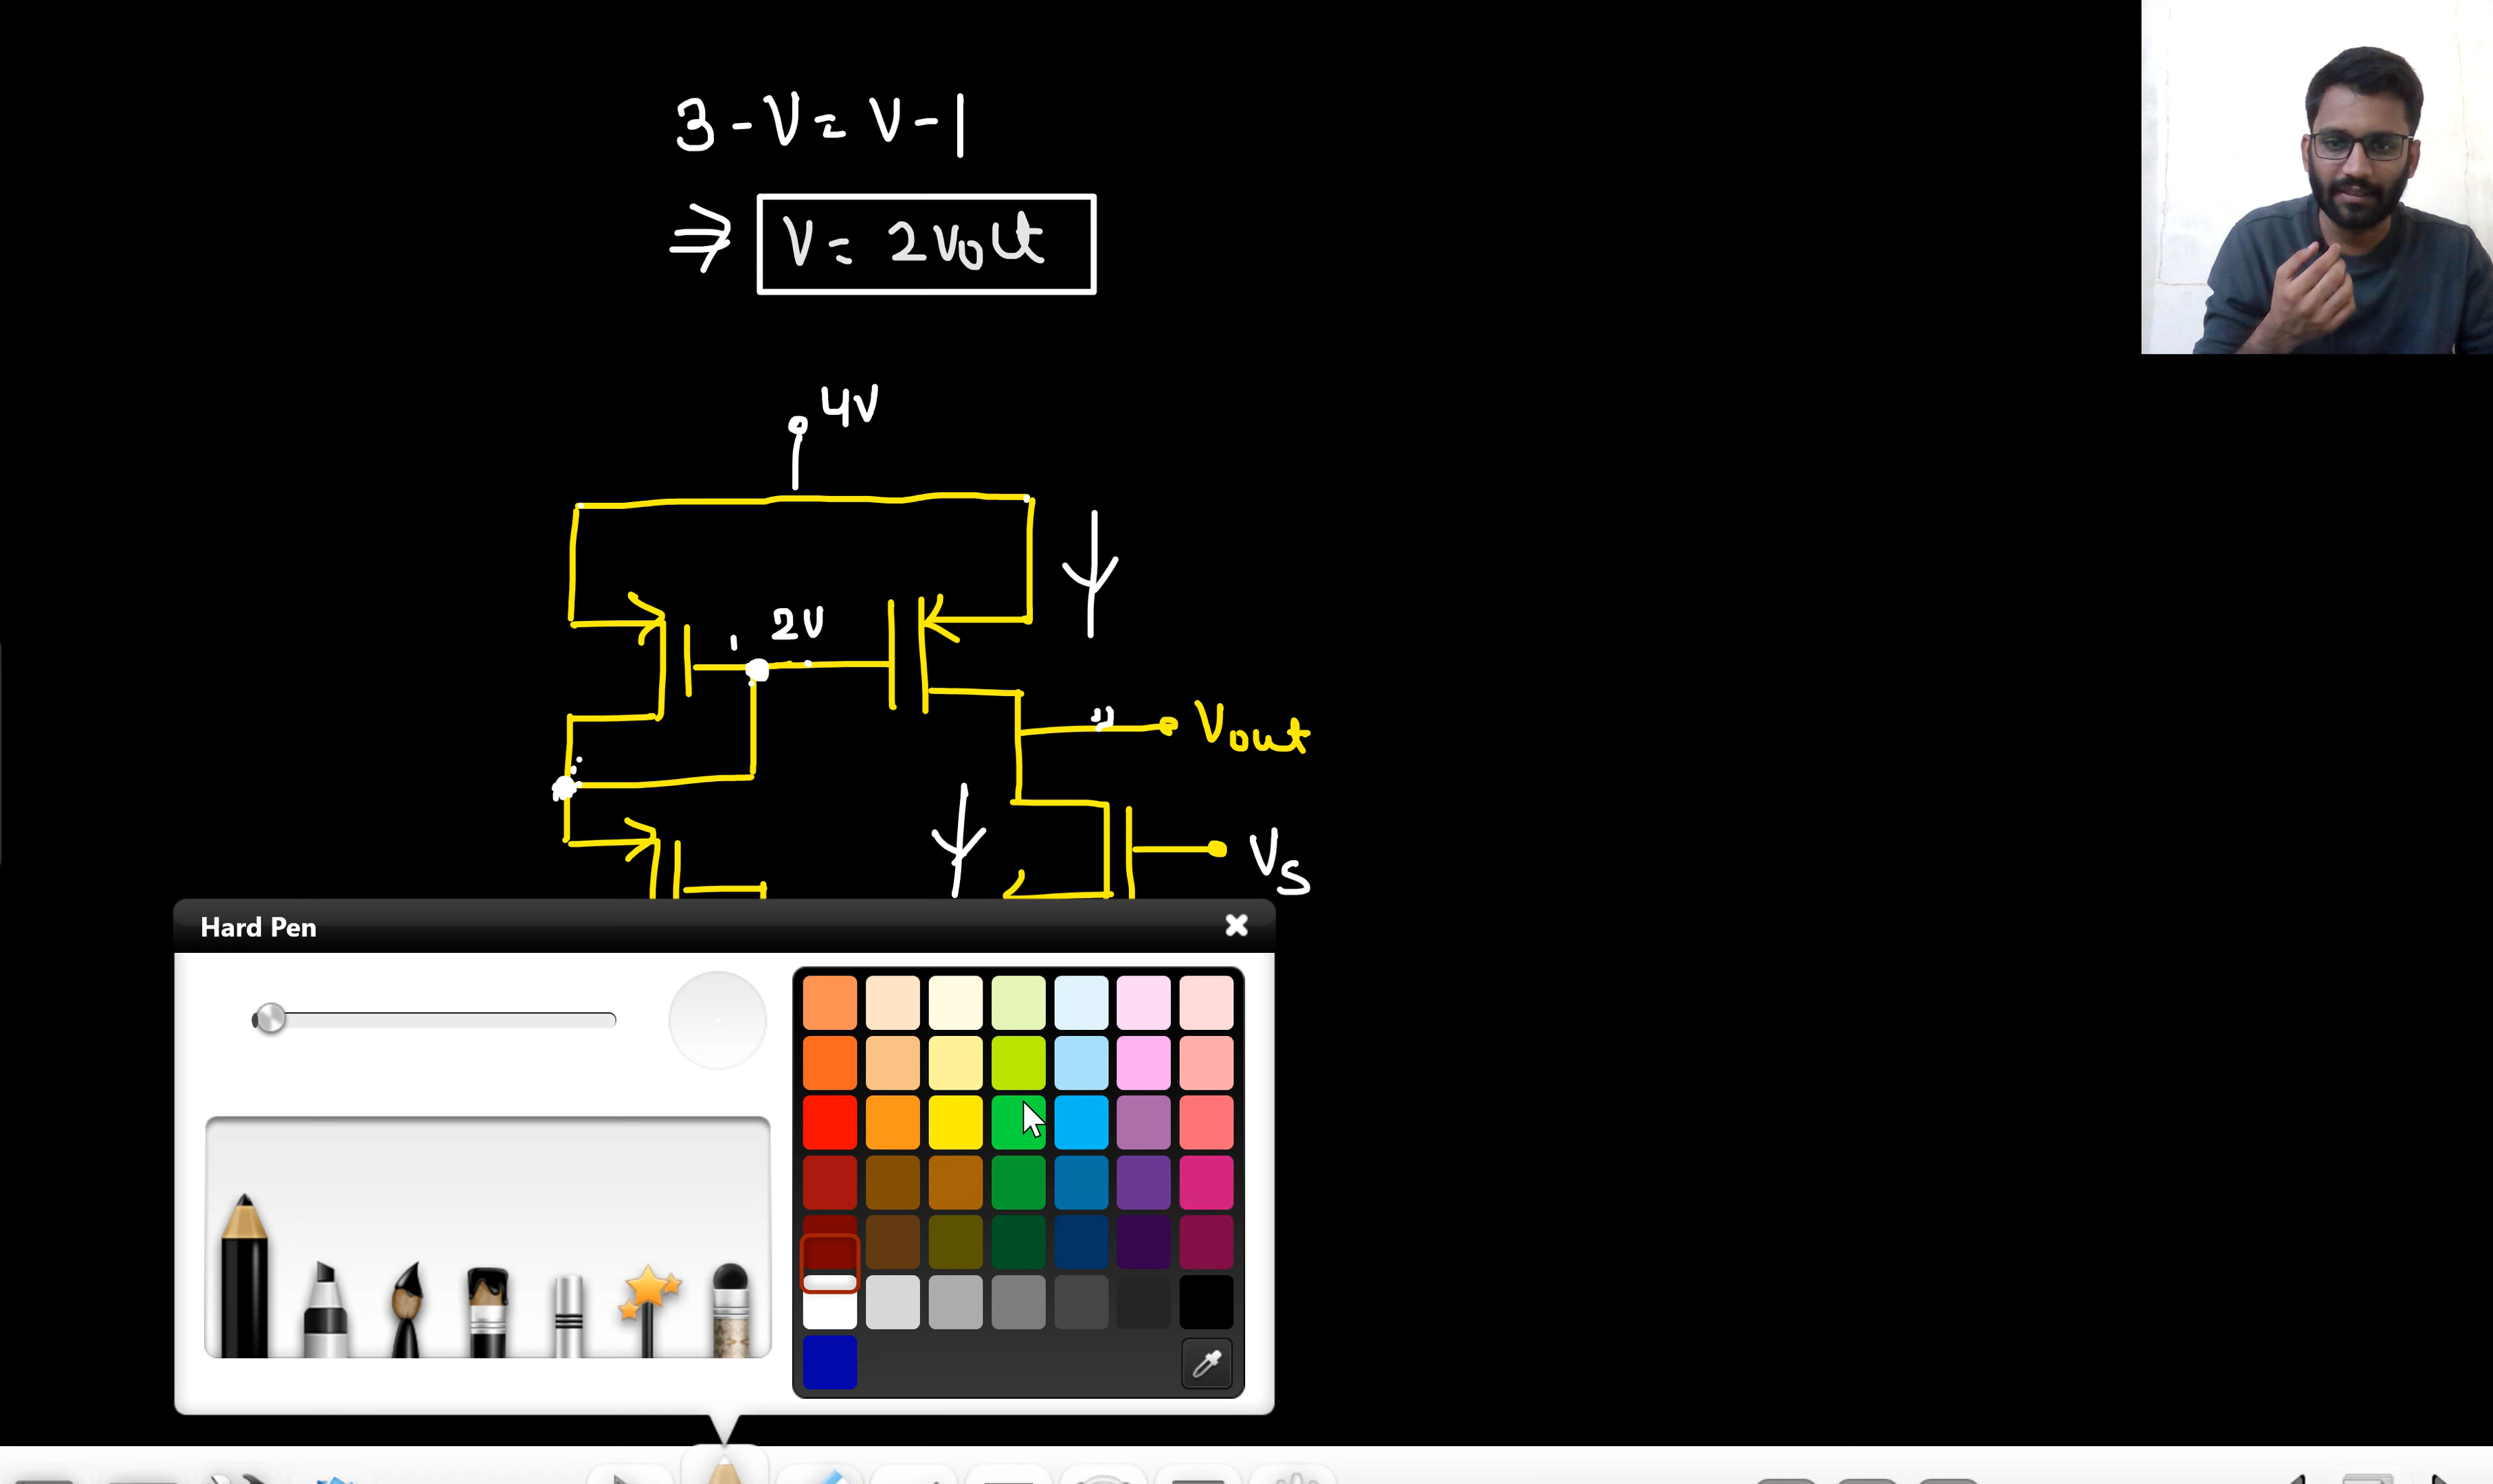 3 - V = V - 1
⇒ V = 2 Volt
4V
2V
Vout
Vs
Hard Pen